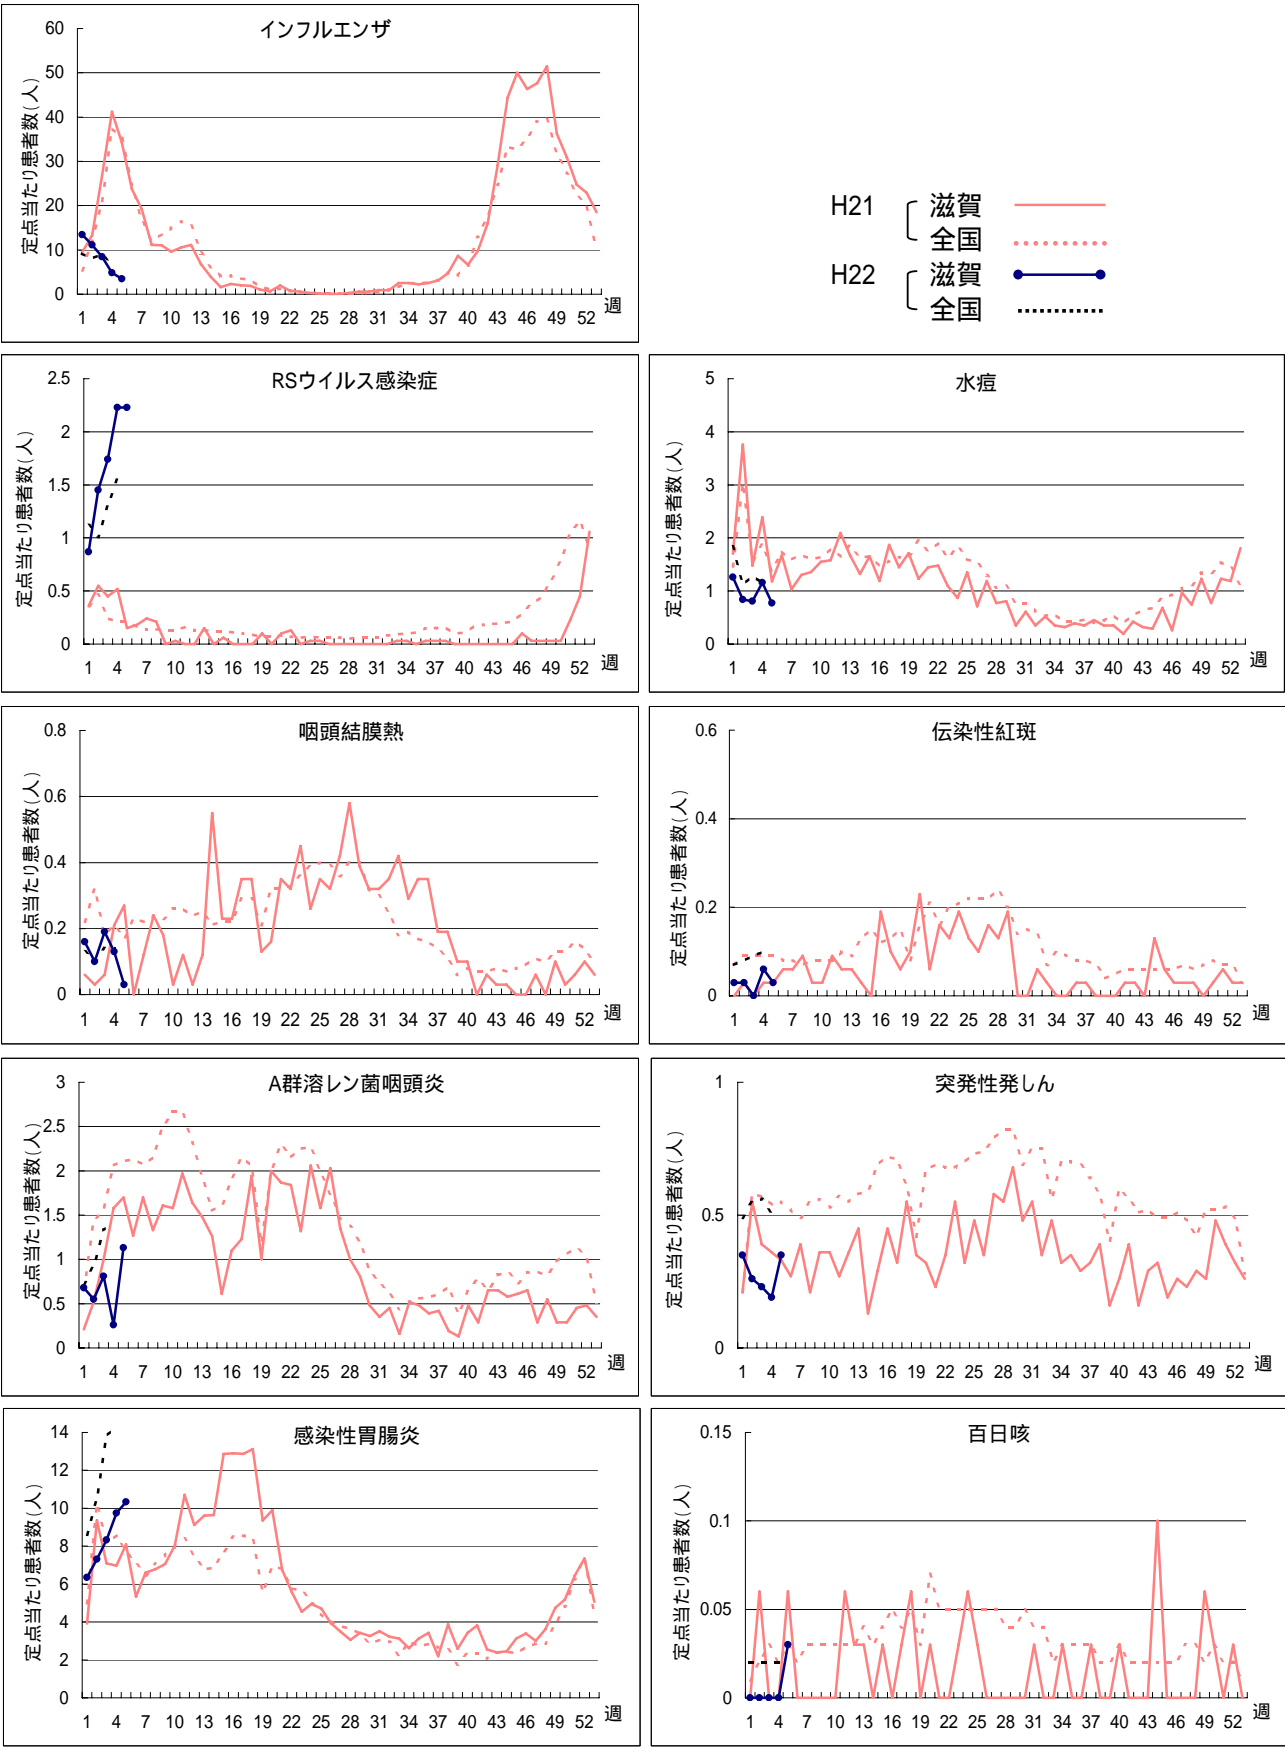 インフルエンザ
定点当たり患者数(人)
60
50
40
30
20
10
0
1 4 7 10 13 16 19 22 25 28 31 34 37 40 43 46 49 52 週
H21 滋賀
全国
H22 滋賀
全国
RSウイルス感染症
定点当たり患者数(人)
2.5
2
1.5
1
0.5
0
1 4 7 10 13 16 19 22 25 28 31 34 37 40 43 46 49 52 週
水痘
定点当たり患者数(人)
5
4
3
2
1
0
1 4 7 10 13 16 19 22 25 28 31 34 37 40 43 46 49 52 週
咽頭結膜熱
定点当たり患者数(人)
0.8
0.6
0.4
0.2
0
1 4 7 10 13 16 19 22 25 28 31 34 37 40 43 46 49 52 週
伝染性紅斑
定点当たり患者数(人)
0.6
0.4
0.2
0
1 4 7 10 13 16 19 22 25 28 31 34 37 40 43 46 49 52 週
A群溶レン菌咽頭炎
定点当たり患者数(人)
3
2.5
2
1.5
1
0.5
0
1 4 7 10 13 16 19 22 25 28 31 34 37 40 43 46 49 52 週
突発性発しん
定点当たり患者数(人)
1
0.5
0
1 4 7 10 13 16 19 22 25 28 31 34 37 40 43 46 49 52 週
感染性胃腸炎
定点当たり患者数(人)
14
12
10
8
6
4
2
0
1 4 7 10 13 16 19 22 25 28 31 34 37 40 43 46 49 52 週
百日咳
定点当たり患者数(人)
0.15
0.1
0.05
0
1 4 7 10 13 16 19 22 25 28 31 34 37 40 43 46 49 52 週